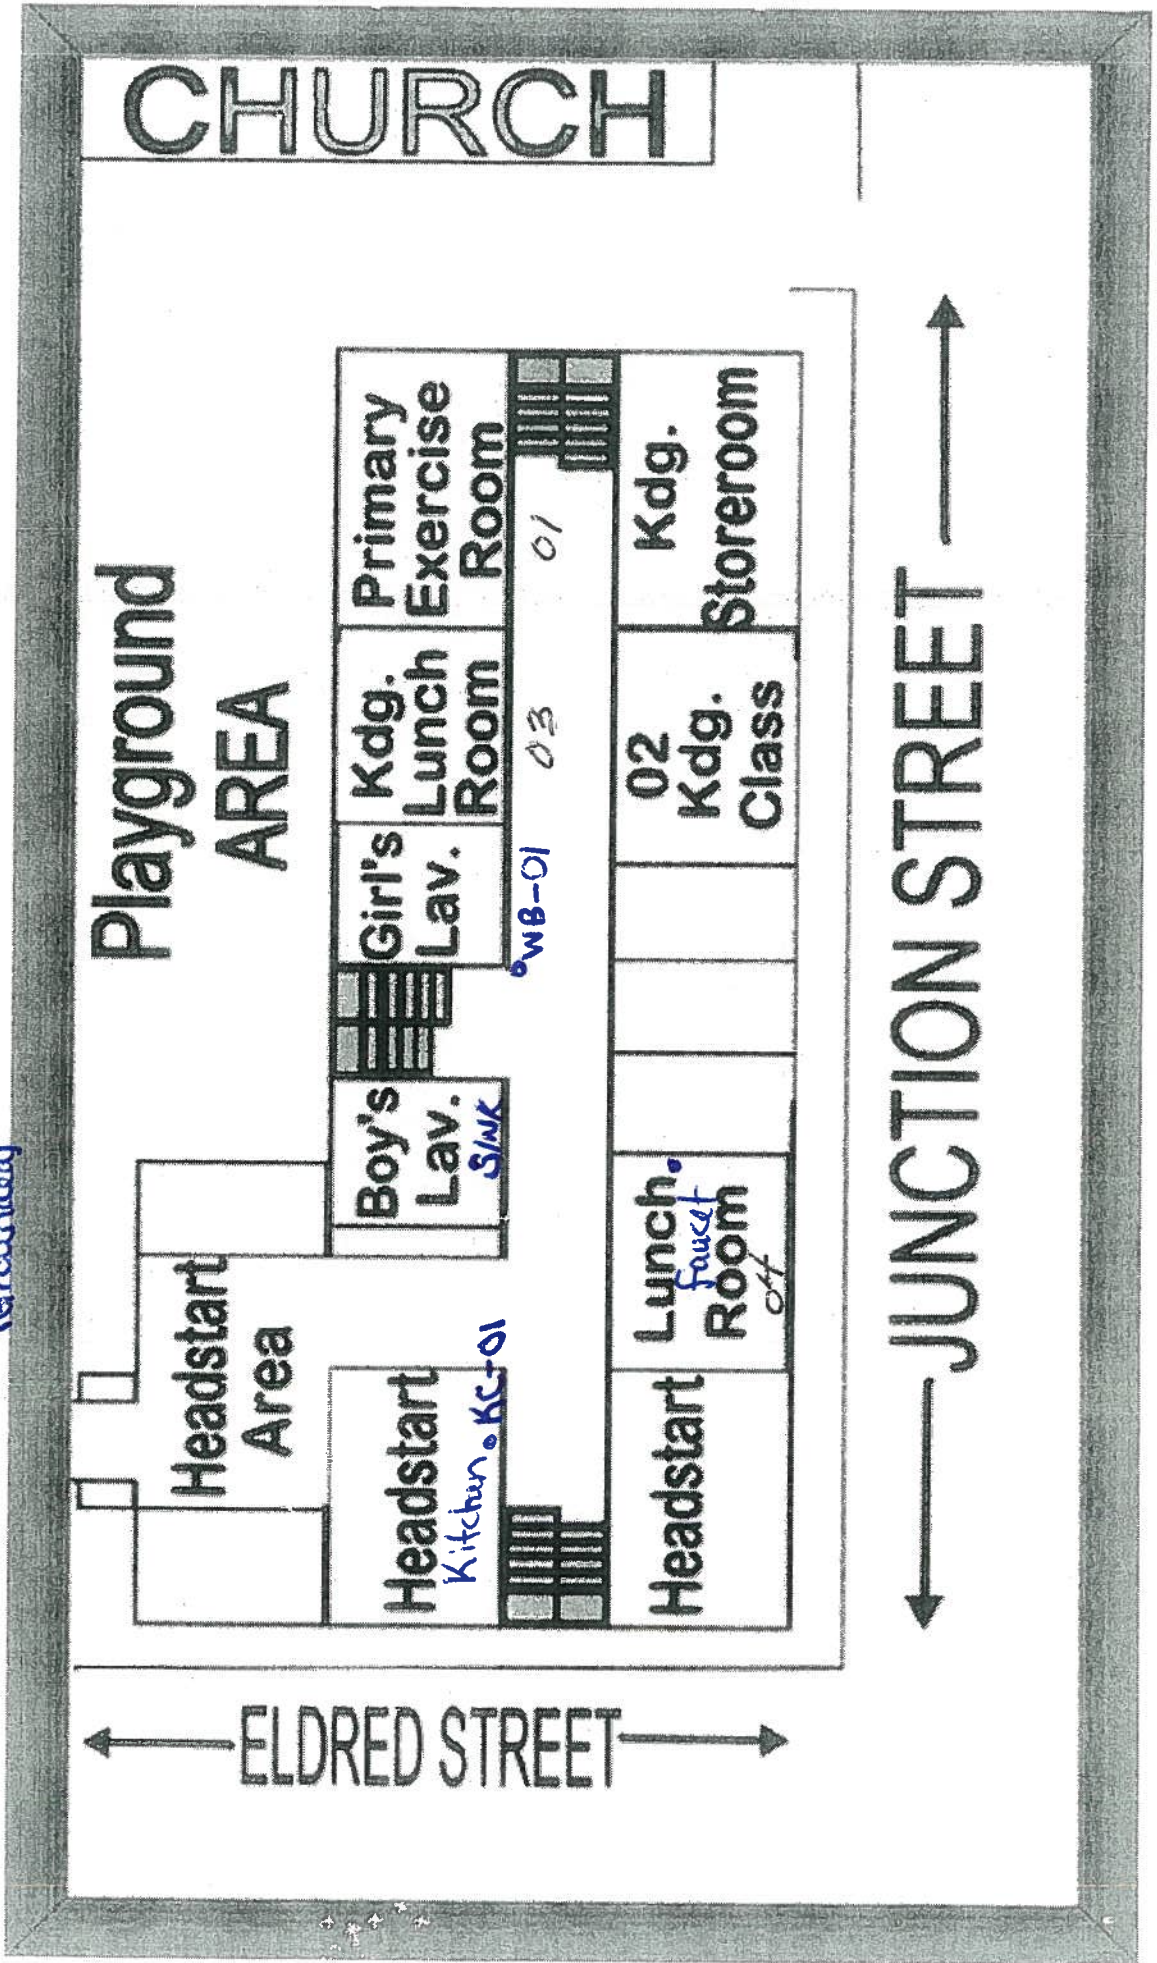 CHURCH
Playground
AREA
Primary
Exercise
Room
Kdg.
Lunch
Room
Girl's
Lav.
Boy's
Lav.
SINK
Headstart
Area
Headstart
Kitchen KC-01
WB-01
03
01
Kdg.
Storeroom
02
Kdg.
Class
Lunch
faucet
Room
04
Headstart
JUNCTION STREET
ELDRED STREET